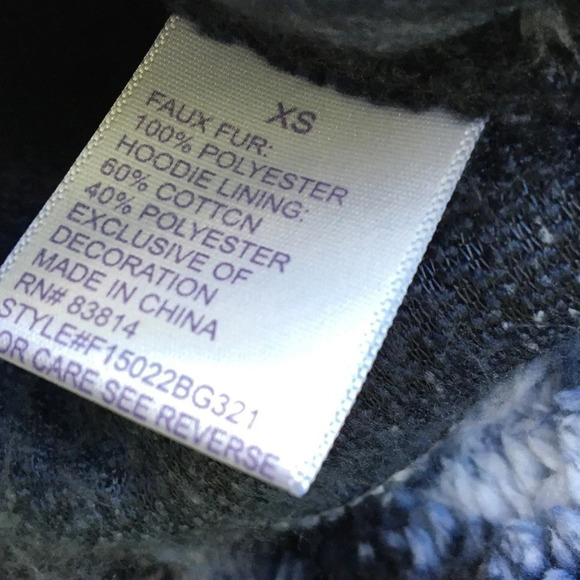 XS
FAUX FUR:
100% POLYESTER
HOODIE LINING:
60% COTTON
40% POLYESTER
EXCLUSIVE OF
DECORATION
MADE IN CHINA
RN# 83814
STYLE#F15022BG321
OR CARE SEE REVERSE